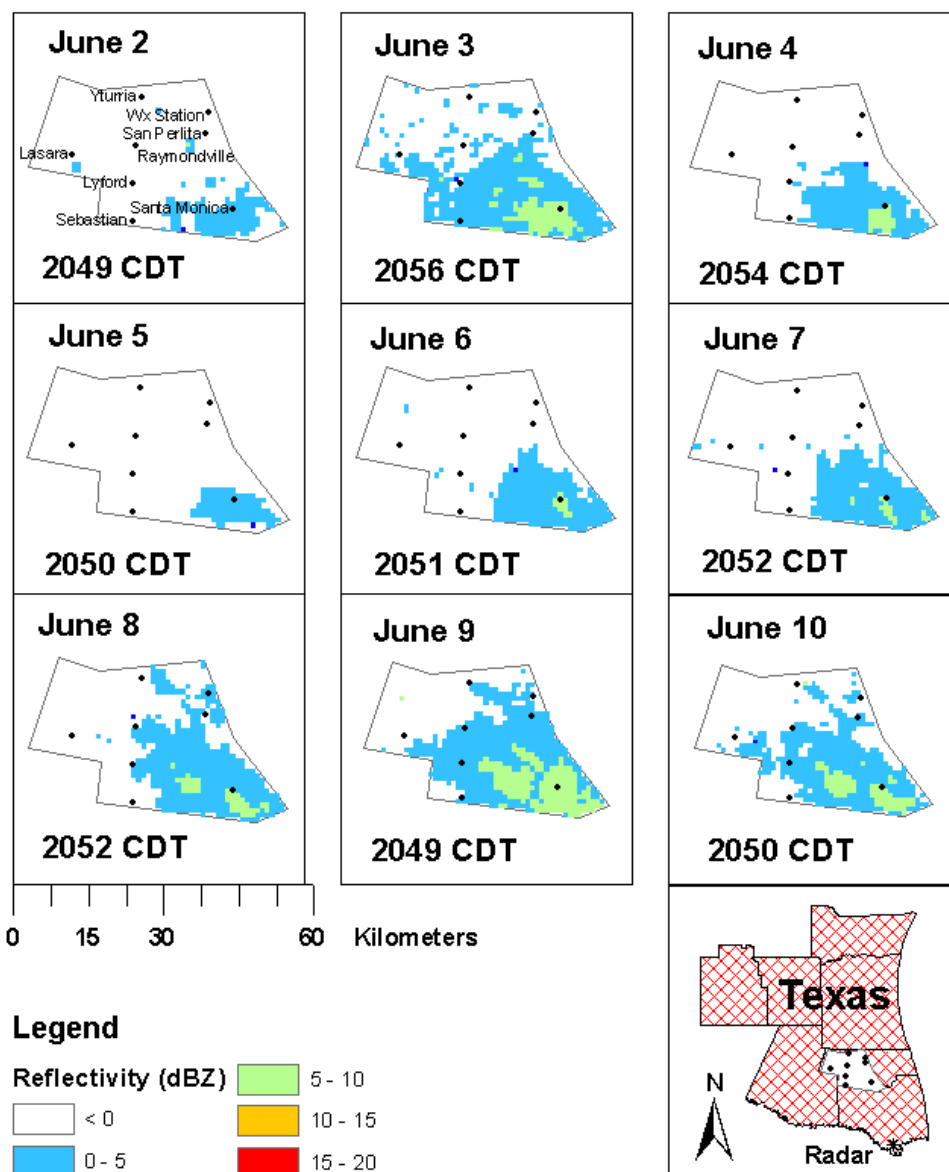 June 2
Yturria
Wx Station
San Perlita
Lasara
Raymondville
Lyford
Santa Monica
Sebastian
2049 CDT
June 3
2056 CDT
June 4
2054 CDT
June 5
2050 CDT
June 6
2051 CDT
June 7
2052 CDT
June 8
2052 CDT
June 9
2049 CDT
June 10
2050 CDT
0 15 30 60 Kilometers
Legend
Reflectivity (dBZ)
< 0
0 - 5
5 - 10
10 - 15
15 - 20
Texas
N
Radar